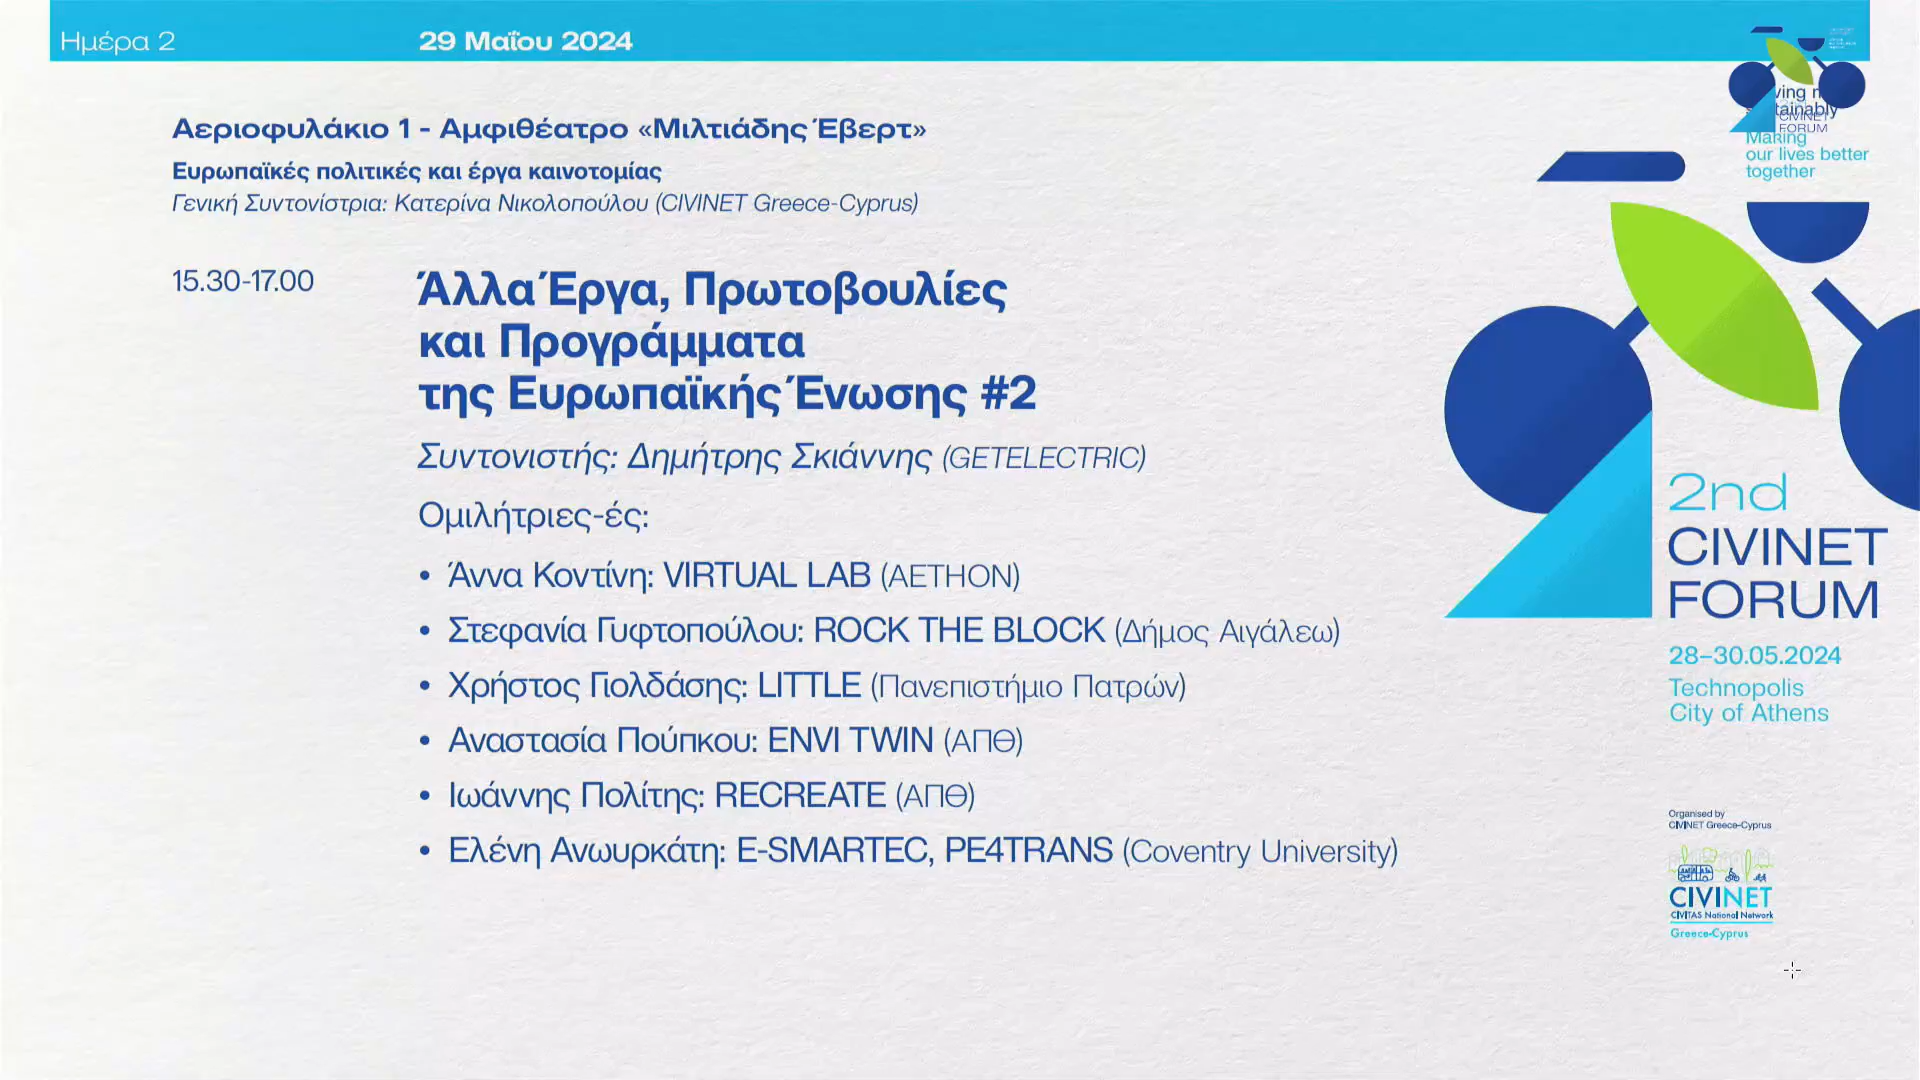 Ημέρα 2
29 Μαΐου 2024
Αεριοφυλάκιο 1 - Αμφιθέατρο «Μιλτιάδης Έβερτ»
Ευρωπαϊκές πολιτικές και έργα καινοτομίας
Γενική Συντονίστρια: Κατερίνα Νικολοπούλου (CIVINET Greece-Cyprus)
15.30-17.00
Άλλα Έργα, Πρωτοβουλίες
και Προγράμματα
της Ευρωπαϊκής Ένωσης #2
Συντονιστής: Δημήτρης Σκιάννης (GETELECTRIC)
Ομιλήτριες-ές:
• Άννα Κοντίνη: VIRTUAL LAB (AETHON)
• Στεφανία Γυφτοπούλου: ROCK THE BLOCK (Δήμος Αιγάλεω)
• Χρήστος Γιολδάσης: LITTLE (Πανεπιστήμιο Πατρών)
• Αναστασία Πούπκου: ENVI TWIN (ΑΠΘ)
• Ιωάννης Πολίτης: RECREATE (ΑΠΘ)
• Ελένη Ανωυρκάτη: E-SMARTEC, PE4TRANS (Coventry University)
CIVINET
FORUM
Making
our lives better
together
2nd
CIVINET
FORUM
28–30.05.2024
Technopolis
City of Athens
Organised by
CIVINET Greece-Cyprus
CIVINET
CIVITAS National Network
Greece-Cyprus